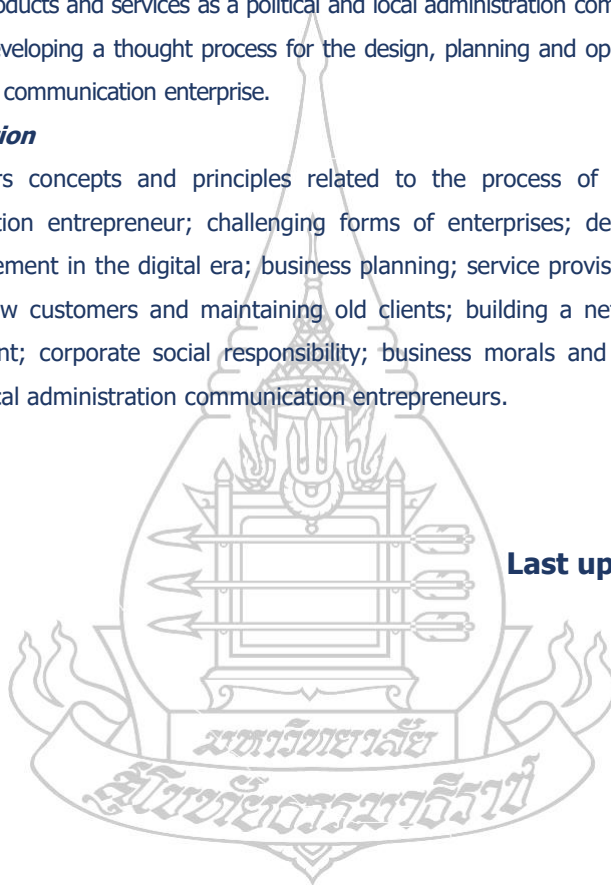 products and services as a political and local administration com
developing a thought process for the design, planning and op
communication enterprise.
tion
rs concepts and principles related to the process of
tion entrepreneur; challenging forms of enterprises; de
ement in the digital era; business planning; service provis
w customers and maintaining old clients; building a net
nt; corporate social responsibility; business morals and
cal administration communication entrepreneurs.
Last up
มหาวิทยาลัย
สุโขทัยธรรมาธิราช